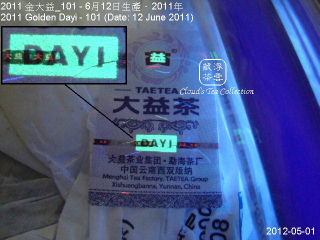 2011 金大益_101 - 6月12日生產 - 2011年
2011 Golden Dayi - 101 (Date: 12 June 2011)
DAYI
益
TAETEA
大益茶
Cloud's Tea Collection
DAYI
大益茶业集团·勐海茶厂
中国云南西双版纳
Menghai Tea Factory, TAETEA Group
Xishuangbanna, Yunnan, China
2012-05-01